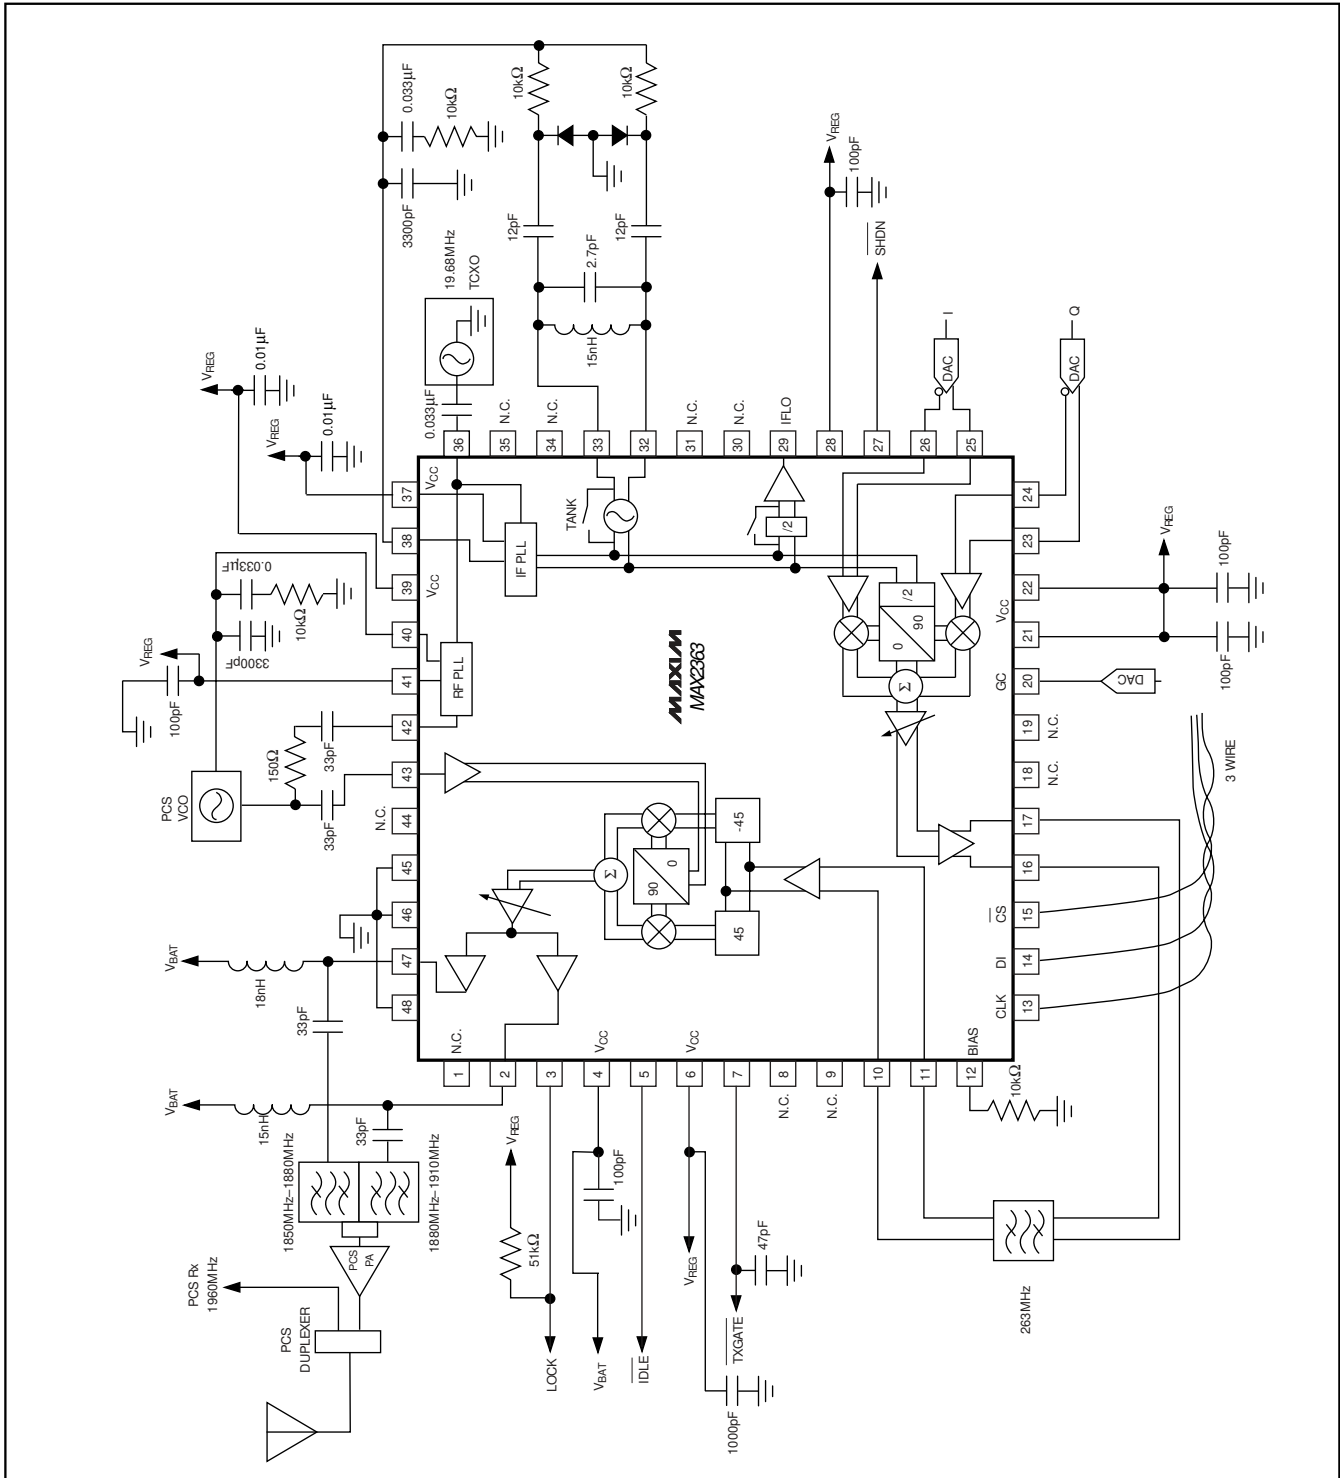 0.033µF
10kΩ
3300pF
10kΩ
10kΩ
12pF
12pF
2.7pF
15nH
19.68MHz
TCXO
0.033µF
VREG
0.01µF
VREG
0.01µF
VREG
100pF
SHDN
I
DAC
Q
DAC
36
35
N.C.
34
N.C.
33
32
31
N.C.
30
N.C.
29
IFLO
28
27
26
25
37
VCC
38
39
VCC
40
41
42
43
44
N.C.
45
46
47
48
0.033µF
10kΩ
3300pF
VREG
100pF
PCS
VCO
150Ω
33pF
33pF
VBAT
18nH
33pF
VBAT
15nH
33pF
TANK
IF PLL
RF PLL
/2
/2
0
90
Σ
MAXIM
MAX2363
-45
45
0
90
Σ
24
23
22
VCC
21
20
GC
19
N.C.
18
N.C.
17
16
15
CS
14
DI
13
CLK
VREG
100pF
100pF
DAC
3 WIRE
1
N.C.
2
3
4
VCC
5
6
VCC
7
8
N.C.
9
N.C.
10
11
12
BIAS
10kΩ
1850MHz–1880MHz
1880MHz–1910MHz
PCS
PA
PCS Rx
1960MHz
PCS
DUPLEXER
VREG
51kΩ
LOCK
100pF
VBAT
IDLE
VREG
1000pF
TXGATE
47pF
263MHz